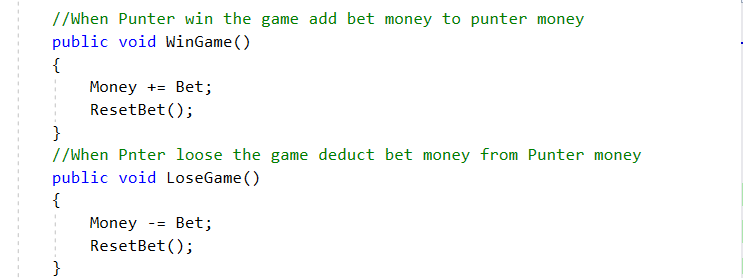 //When Punter win the game add bet money to punter money
public void WinGame()
{
Money += Bet;
ResetBet();
}
//When Pnter loose the game deduct bet money from Punter money
public void LoseGame()
{
Money -= Bet;
ResetBet();
}